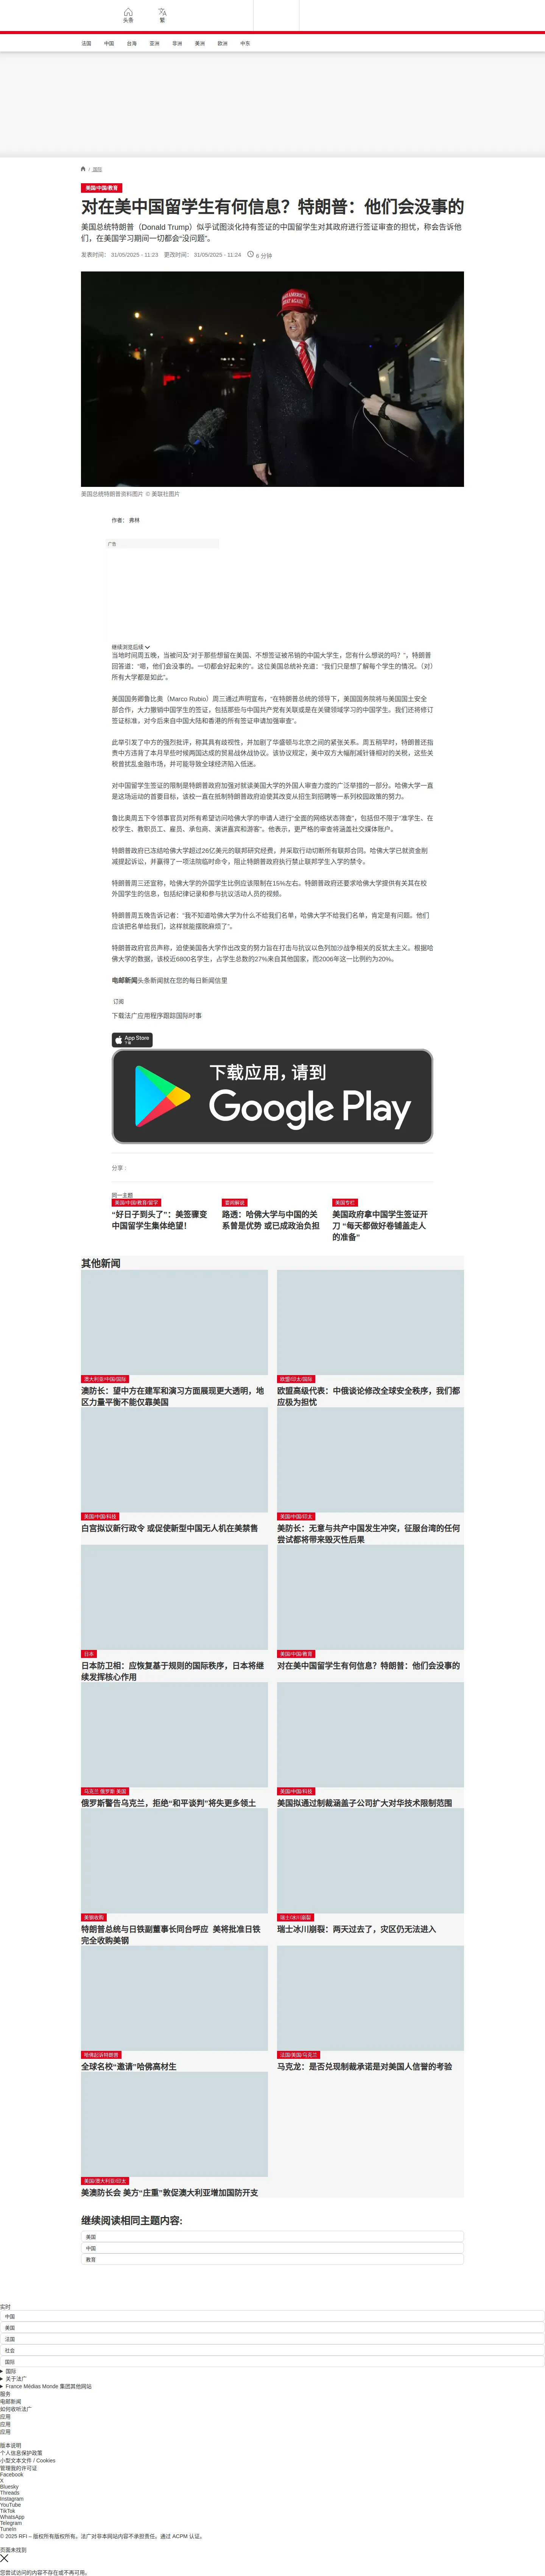 头条
繁
法国
中国
台海
亚洲
非洲
美洲
欧洲
中东
/ 国际
美国/中国/教育
对在美中国留学生有何信息？特朗普：他们会没事的
美国总统特朗普（Donald Trump）似乎试图淡化持有签证的中国留学生对其政府进行签证审查的担忧，称会告诉他们，在美国学习期间一切都会“没问题”。
发表时间： 31/05/2025 - 11:23 更改时间： 31/05/2025 - 11:24 6 分钟
美国总统特朗普资料图片 © 美联社图片
作者： 弗林
广告
继续浏览后续
当地时间周五晚，当被问及“对于那些想留在美国、不想签证被吊销的中国大学生，您有什么想说的吗？”，特朗普回答道：“嗯，他们会没事的。一切都会好起来的”。这位美国总统补充道：“我们只是想了解每个学生的情况。（对）所有大学都是如此”。
美国国务卿鲁比奥（Marco Rubio）周三通过声明宣布，“在特朗普总统的领导下，美国国务院将与美国国土安全部合作，大力撤销中国学生的签证，包括那些与中国共产党有关联或是在关键领域学习的中国学生。我们还将修订签证标准，对今后来自中国大陆和香港的所有签证申请加强审查”。
此举引发了中方的强烈批评，称其具有歧视性，并加剧了华盛顿与北京之间的紧张关系。周五稍早时，特朗普还指责中方违背了本月早些时候两国达成的贸易战休战协议。该协议规定，美中双方大幅削减针锋相对的关税，这些关税曾扰乱金融市场，并可能导致全球经济陷入低迷。
对中国留学生签证的限制是特朗普政府加强对就读美国大学的外国人审查力度的广泛举措的一部分。哈佛大学一直是这场运动的首要目标，该校一直在抵制特朗普政府迫使其改变从招生到招聘等一系列校园政策的努力。
鲁比奥周五下令领事官员对所有希望访问哈佛大学的申请人进行“全面的网络状态筛查”，包括但不限于“准学生、在校学生、教职员工、雇员、承包商、演讲嘉宾和游客”。他表示，更严格的审查将涵盖社交媒体账户。
特朗普政府已冻结哈佛大学超过26亿美元的联邦研究经费，并采取行动切断所有联邦合同。哈佛大学已就资金削减提起诉讼，并赢得了一项法院临时命令，阻止特朗普政府执行禁止联邦学生入学的禁令。
特朗普周三还宣称，哈佛大学的外国学生比例应该限制在15%左右。特朗普政府还要求哈佛大学提供有关其在校外国学生的信息，包括纪律记录和参与抗议活动人员的视频。
特朗普周五晚告诉记者：“我不知道哈佛大学为什么不给我们名单，哈佛大学不给我们名单，肯定是有问题。他们应该把名单给我们，这样就能摆脱麻烦了”。
特朗普政府官员声称，迫使美国各大学作出改变的努力旨在打击与抗议以色列加沙战争相关的反犹太主义。根据哈佛大学的数据，该校近6800名学生，占学生总数的27%来自其他国家，而2006年这一比例约为20%。
电邮新闻头条新闻就在您的每日新闻信里
订阅
下载法广应用程序跟踪国际时事
App Store
下载应用，请到
Google Play
分享 :
同一主题
美国/中国/教育/留学
“好日子到头了”：美签骤变 中国留学生集体绝望！
要闻解说
路透：哈佛大学与中国的关系曾是优势 或已成政治负担
美国专栏
美国政府拿中国学生签证开刀 “每天都做好卷铺盖走人的准备”
其他新闻
澳大利亚/中国/国际
澳防长：望中方在建军和演习方面展现更大透明，地区力量平衡不能仅靠美国
欧盟/印太/国际
欧盟高级代表：中俄谈论修改全球安全秩序，我们都应极为担忧
美国/中国/科技
白宫拟议新行政令 或促使新型中国无人机在美禁售
美国/中国/印太
美防长：无意与共产中国发生冲突，征服台湾的任何尝试都将带来毁灭性后果
日本
日本防卫相：应恢复基于规则的国际秩序，日本将继续发挥核心作用
美国/中国/教育
对在美中国留学生有何信息？特朗普：他们会没事的
乌克兰 俄罗斯 美国
俄罗斯警告乌克兰，拒绝“和平谈判”将失更多领土
美国/中国/科技
美国拟通过制裁涵盖子公司扩大对华技术限制范围
美钢收购
特朗普总统与日铁副董事长同台呼应 美将批准日铁完全收购美钢
瑞士/冰川崩裂
瑞士冰川崩裂：两天过去了，灾区仍无法进入
哈佛起诉特朗普
全球名校“邀请”哈佛高材生
法国/美国/乌克兰
马克龙：是否兑现制裁承诺是对美国人信誉的考验
美国/澳大利亚/印太
美澳防长会 美方“庄重”敦促澳大利亚增加国防开支
继续阅读相同主题内容:
美国
中国
教育
实时
中国
美国
法国
社会
国际
国际
关于法广
France Médias Monde 集团其他网站
服务
电邮新闻
如何收听法广
应用
应用
应用
版本说明
个人信息保护政策
小型文本文件 / Cookies
管理我的许可证
Facebook
X
Bluesky
Threads
Instagram
YouTube
TikTok
WhatsApp
Telegram
TuneIn
© 2025 RFI – 版权所有版权所有。法广对非本网站内容不承担责任。通过 ACPM 认证。
页面未找到
您尝试访问的内容不存在或不再可用。